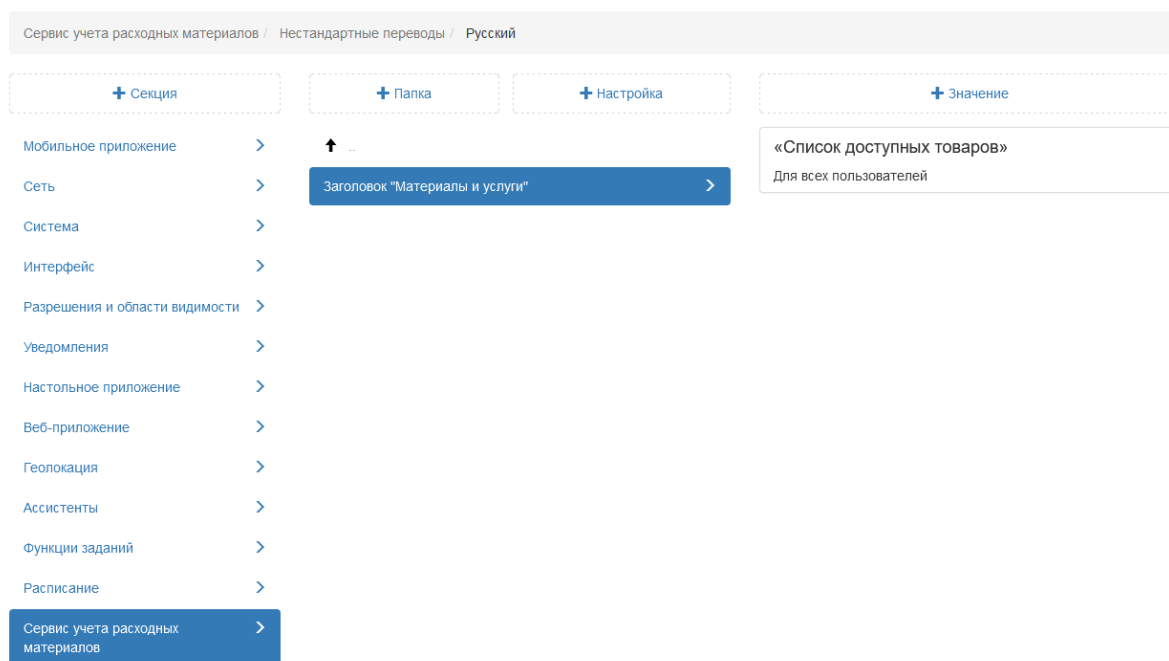 Сервис учета расходных материалов / Нестандартные переводы / Русский
+ Секция
+ Папка
+ Настройка
+ Значение
Мобильное приложение
Сеть
Система
Интерфейс
Разрешения и области видимости
Уведомления
Настольное приложение
Веб-приложение
Геолокация
Ассистенты
Функции заданий
Расписание
Сервис учета расходных
материалов
..
Заголовок "Материалы и услуги"
«Список доступных товаров»
Для всех пользователей